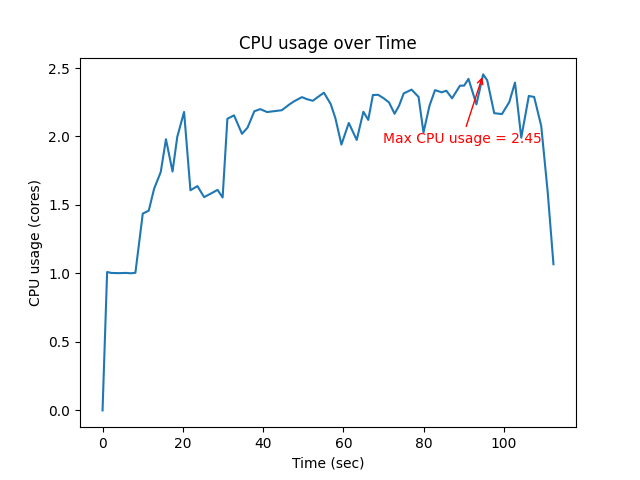 CPU usage over Time
2.5
2.0
1.5
1.0
0.5
0.0
CPU usage (cores)
Max CPU usage = 2.45
0 20 40 60 80 100
Time (sec)